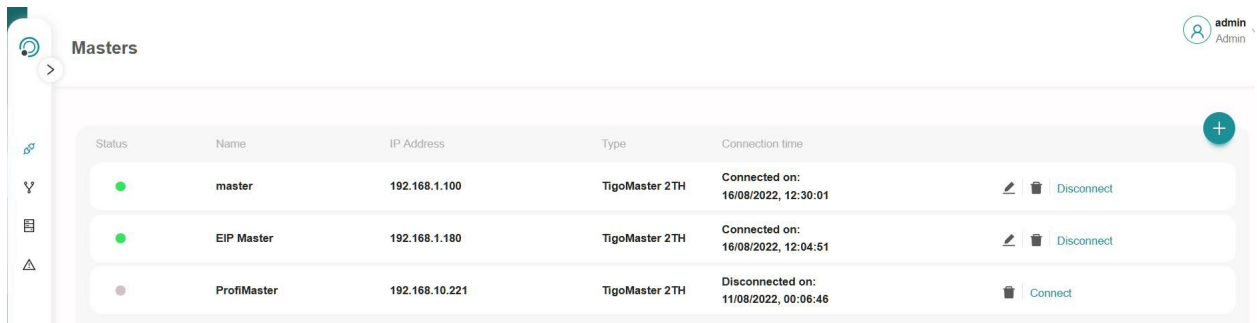 admin
Masters
Admin
Status Name IP Address Type Connection time
master 192.168.1.100 TigoMaster 2TH Connected on:
16/08/2022, 12:30:01 Disconnect
EIP Master 192.168.1.180 TigoMaster 2TH Connected on:
16/08/2022, 12:04:51 Disconnect
ProfiMaster 192.168.10.221 TigoMaster 2TH Disconnected on:
11/08/2022, 00:06:46 Connect